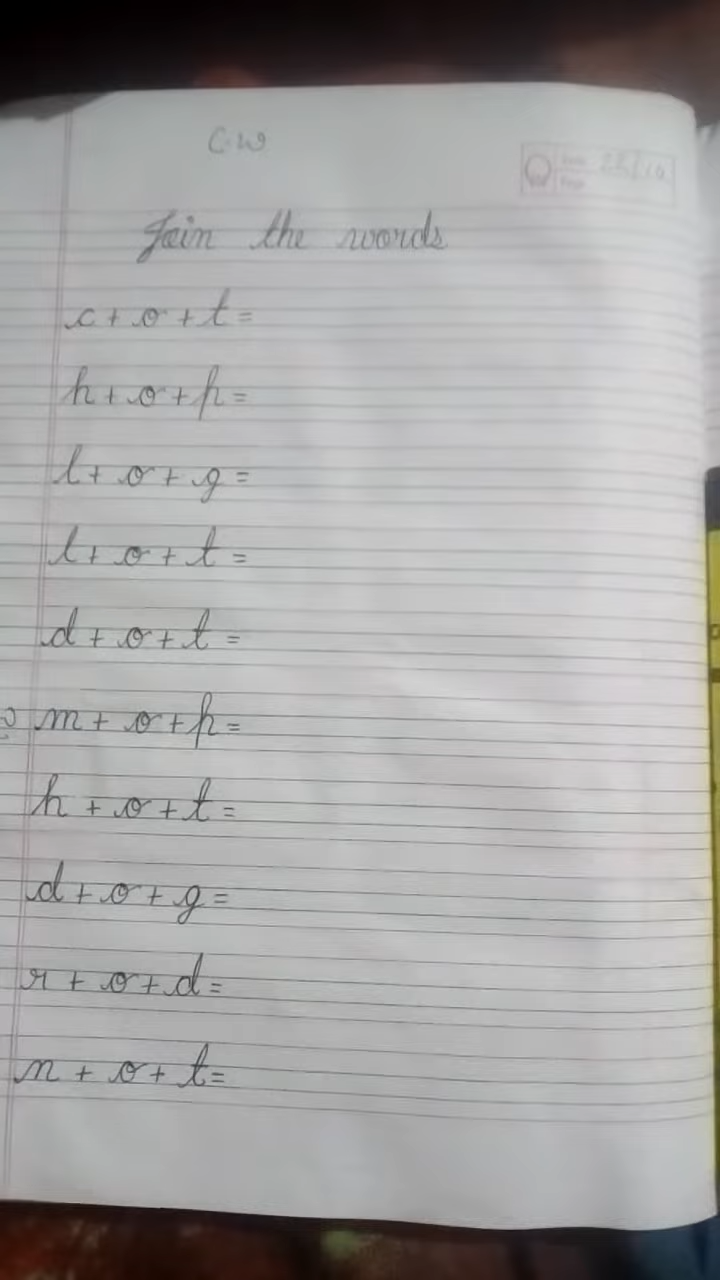 C.W
Join the words
c + o + t =
h + o + p =
l + o + g =
l + o + t =
d + o + t =
m + o + p =
h + o + t =
d + o + g =
r + o + d =
n + o + t =